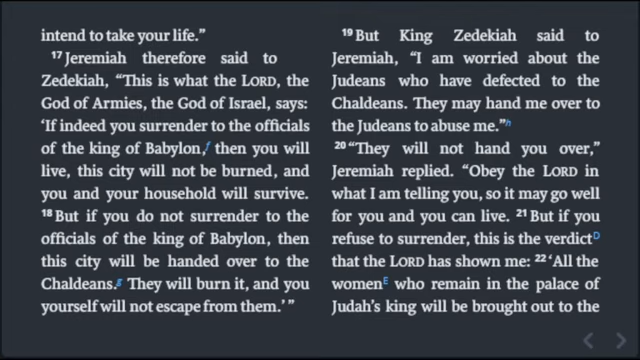 intend to take your life.”
17 Jeremiah therefore said to
Zedekiah, “This is what the LORD, the
God of Armies, the God of Israel, says:
‘If indeed you surrender to the officials
of the king of Babylon,f then you will
live, this city will not be burned, and
you and your household will survive.
18 But if you do not surrender to the
officials of the king of Babylon, then
this city will be handed over to the
Chaldeans.g They will burn it, and you
yourself will not escape from them.’ ”
19 But King Zedekiah said to
Jeremiah, “I am worried about the
Judeans who have defected to the
Chaldeans. They may hand me over to
the Judeans to abuse me.”h
20 “They will not hand you over,”
Jeremiah replied. “Obey the LORD in
what I am telling you, so it may go well
for you and you can live. 21 But if you
refuse to surrender, this is the verdictD
that the LORD has shown me: 22 ‘All the
womenE who remain in the palace of
Judah’s king will be brought out to the